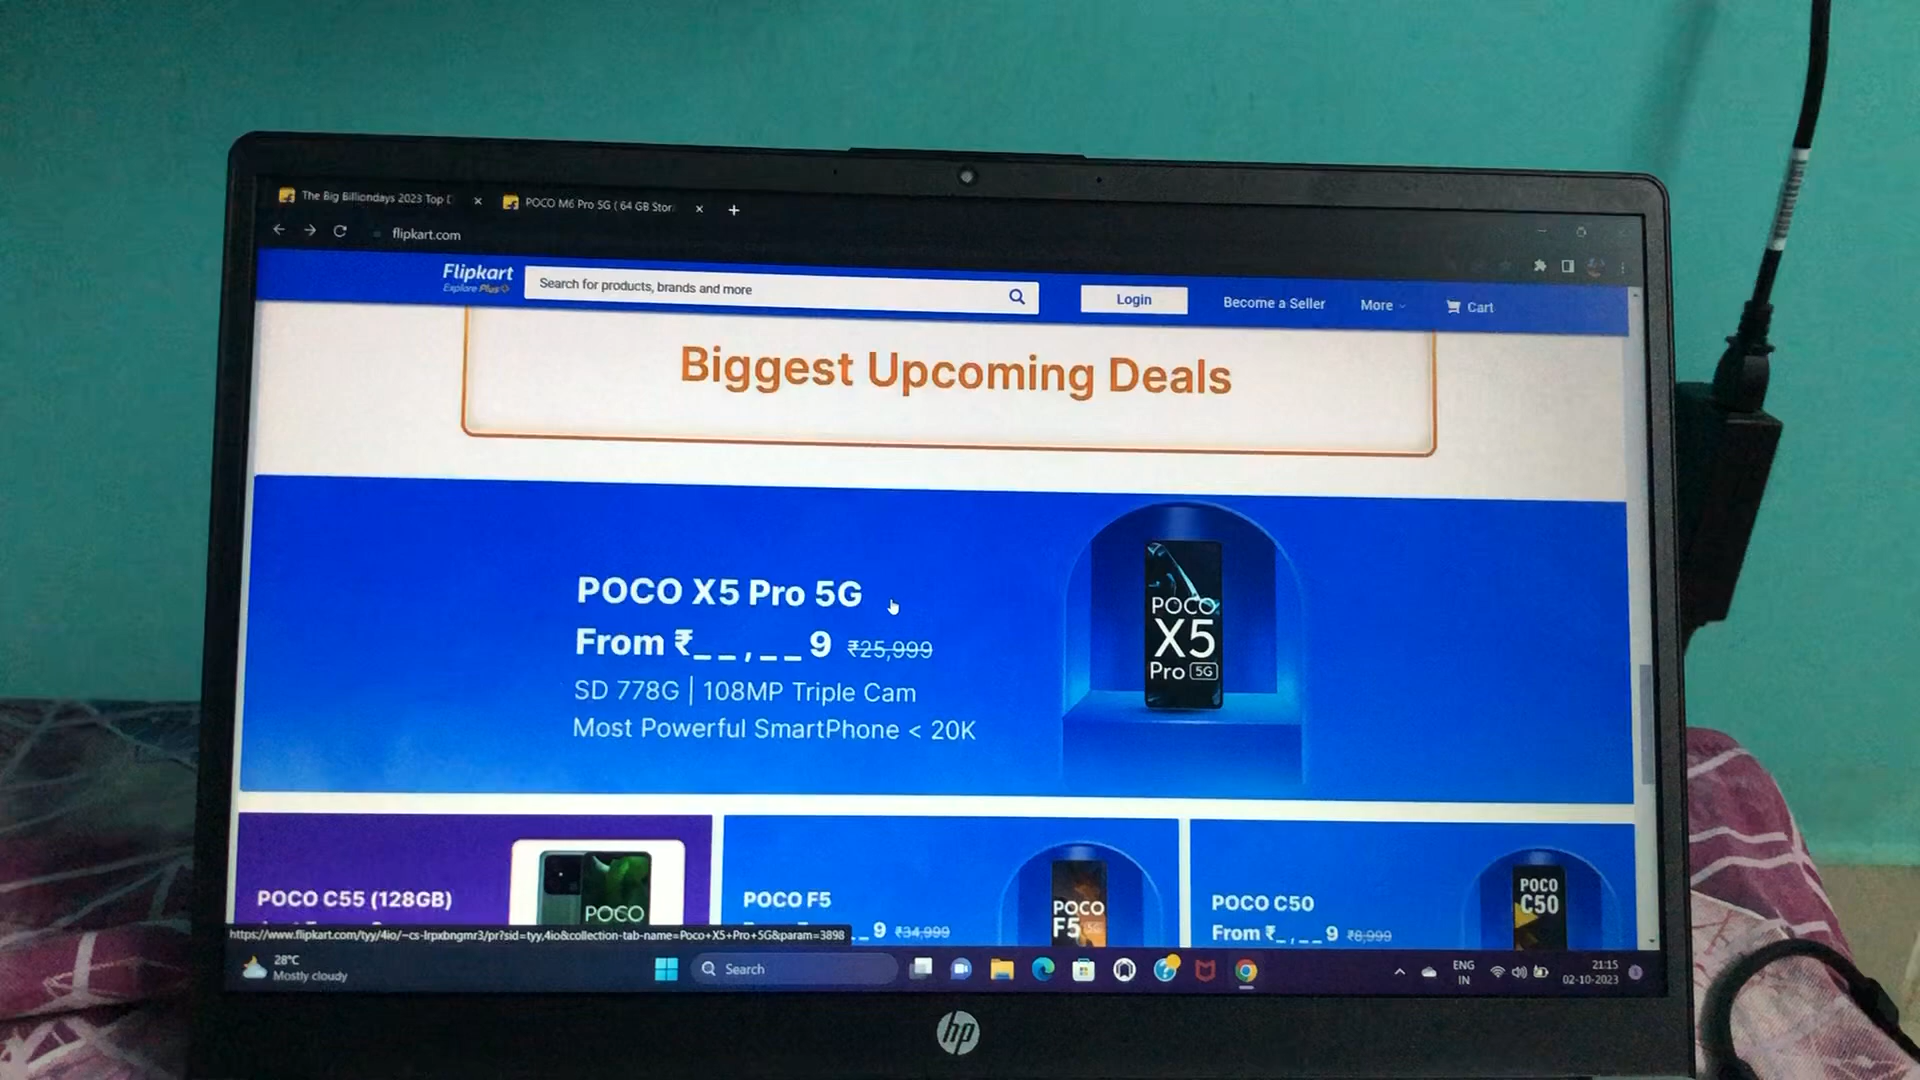 The Big Billiondays 2023 Top D
POCO M6 Pro 5G ( 64 GB Stor
flipkart.com
Flipkart
Explore Plus
Search for products, brands and more
Login
Become a Seller
More
Cart
Biggest Upcoming Deals
POCO X5 Pro 5G
From ₹_ _ , _ _ 9 ₹25,999
SD 778G | 108MP Triple Cam
Most Powerful SmartPhone < 20K
POCO
X5
Pro 5G
POCO C55 (128GB)
POCO
POCO F5
_ 9 ₹34,999
POCO
F5 5G
POCO C50
From ₹_ , _ _ 9 ₹8,999
POCO
C50
https://www.flipkart.com/tyy/4io/~cs-lrpxbngmr3/pr?sid=tyy,4io&collection-tab-name=Poco+X5+Pro+5G&param=3898
28°C
Mostly cloudy
Search
ENG
IN
21:15
02-10-2023
hp